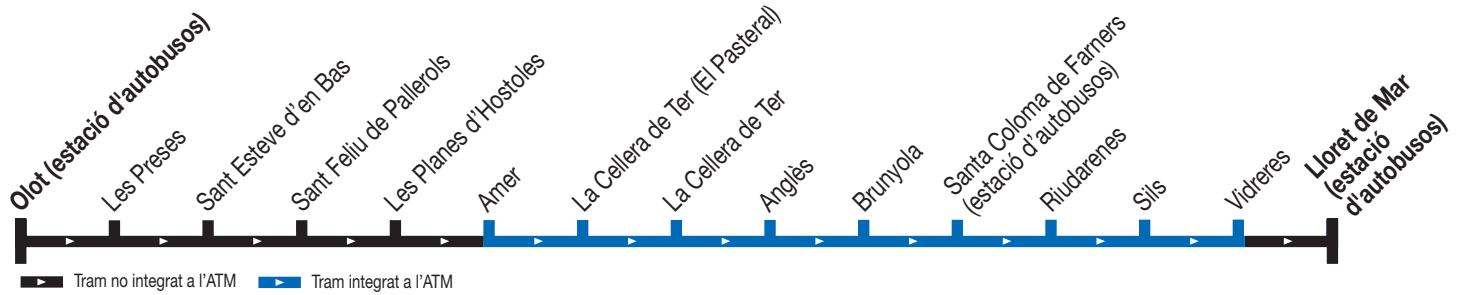 Olot (estació d'autobusos)
Les Preses
Sant Esteve d'en Bas
Sant Feliu de Pallerols
Les Planes d'Hostoles
Amer
La Cellera de Ter (El Pasteral)
La Cellera de Ter
Anglès
Brunyola
Santa Coloma de Farners
(estació d'autobusos)
Riudarenes
Sils
Vidreres
Lloret de Mar
(estació
d'autobusos)
Tram no integrat a l'ATM
Tram integrat a l'ATM